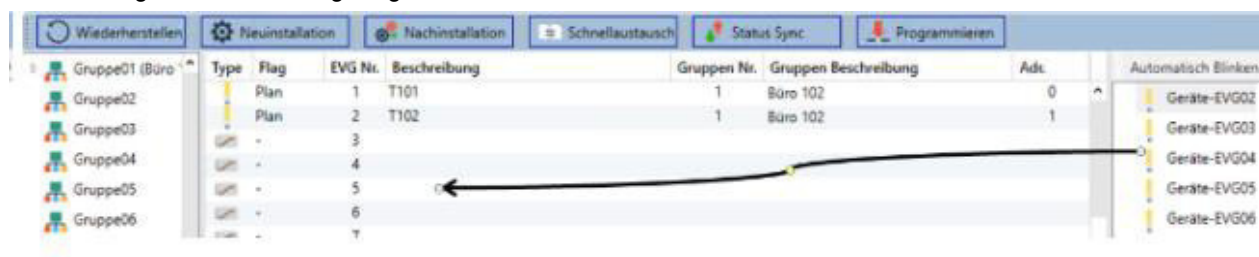 Wiederherstellen Neuinstallation Nachinstallation Schnellaustausch Status Sync Programmieren
Gruppe01 (Büro Type Flag EVG Nr. Beschreibung Gruppen Nr. Gruppen Beschreibung Adr. Automatisch Blinken
Plan 1 T101 1 Büro 102 0 Geräte-EVG02
Gruppe02
Plan 2 T102 1 Büro 102 1 Geräte-EVG03
Gruppe03 - 3
Gruppe04 - 4 Geräte-EVG04
Gruppe05 - 5 Geräte-EVG05
Gruppe06 - 6 Geräte-EVG06
- 7